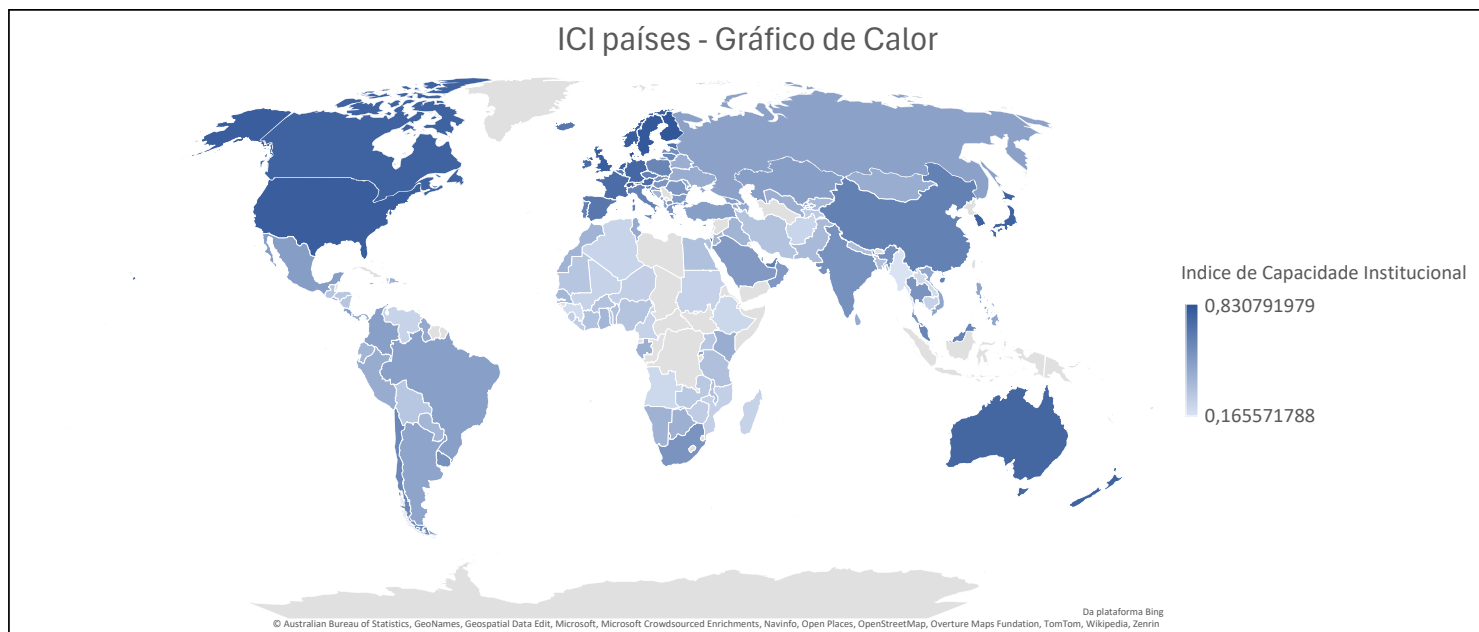 ICI países - Gráfico de Calor
Indice de Capacidade Institucional
0,830791979
0,165571788
Da plataforma Bing
© Australian Bureau of Statistics, GeoNames, Geospatial Data Edit, Microsoft, Microsoft Crowdsourced Enrichments, Navinfo, Open Places, OpenStreetMap, Overture Maps Fundation, TomTom, Wikipedia, Zenrin